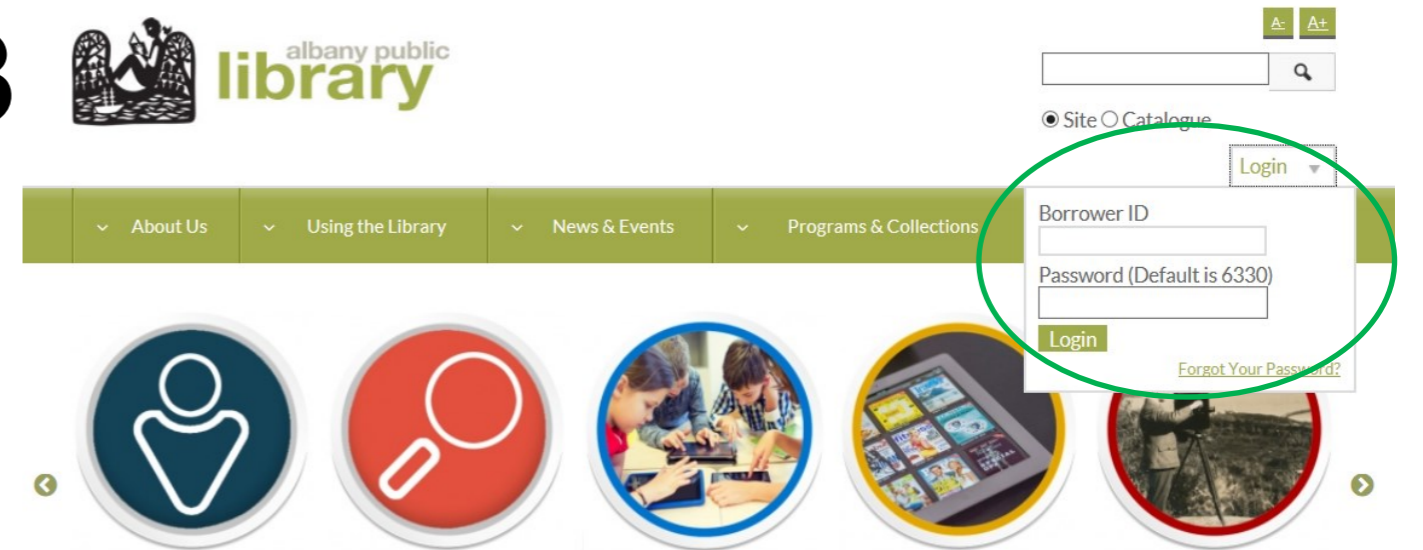 A- A+
albany public
library
Site Catalogue
Login
About Us Using the Library News & Events Programs & Collections
Borrower ID
Password (Default is 6330)
Login
Forgot Your Password?